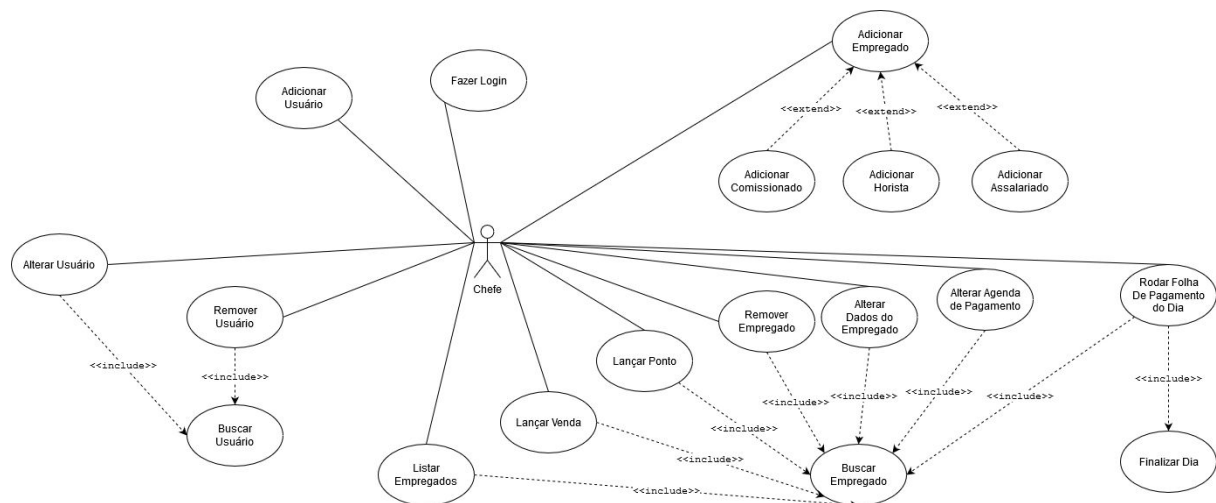 Adicionar
Empregado
Fazer Login
Adicionar
Usuário
<<extend>>
<<extend>>
<<extend>>
Adicionar
Comissionado
Adicionar
Horista
Adicionar
Assalariado
Alterar Usuário
Chefe
Remover
Usuário
Remover
Empregado
Alterar
Dados do
Empregado
Alterar Agenda
de Pagamento
Rodar Folha
De Pagamento
do Dia
Lançar Ponto
<<include>>
<<include>>
<<include>>
<<include>>
<<include>>
<<include>>
<<include>>
Lançar Venda
<<include>>
<<include>>
<<include>>
Buscar
Usuário
Listar
Empregados
Buscar
Empregado
Finalizar Dia